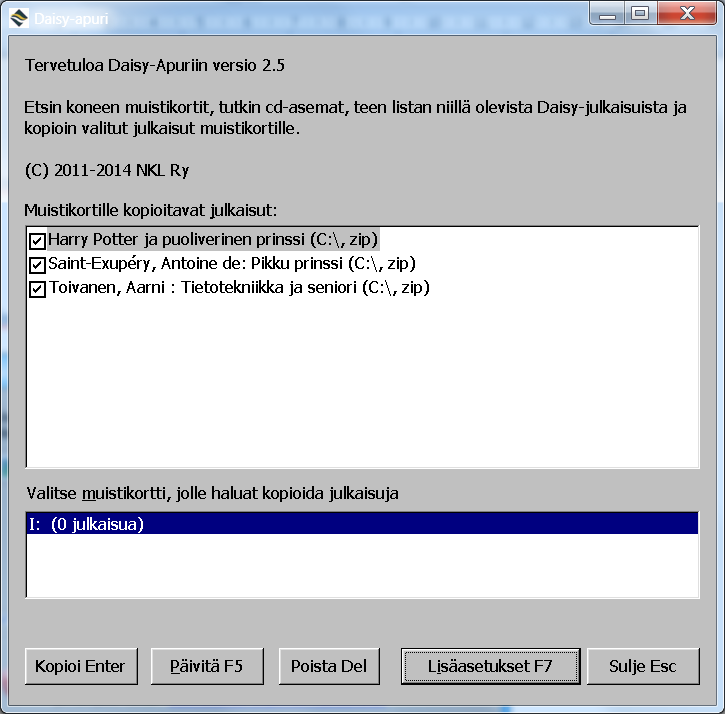 Daisy-apuri
Tervetuloa Daisy-Apuriin versio 2.5
Etsin koneen muistikortit, tutkin cd-asemat, teen listan niillä olevista Daisy-julkaisuista ja
kopioin valitut julkaisut muistikortille.
(C) 2011-2014 NKL Ry
Muistikortille kopioitavat julkaisut:
Harry Potter ja puoliverinen prinssi (C:\, zip)
Saint-Exupéry, Antoine de: Pikku prinssi (C:\, zip)
Toivanen, Aarni : Tietotekniikka ja seniori (C:\, zip)
Valitse muistikortti, jolle haluat kopioida julkaisuja
I: (0 julkaisua)
Kopioi Enter Päivitä F5 Poista Del Lisäasetukset F7 Sulje Esc